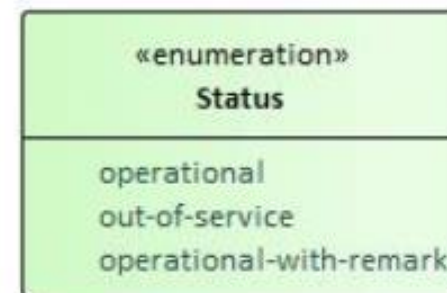 «enumeration»
Status
operational
out-of-service
operational-with-remark